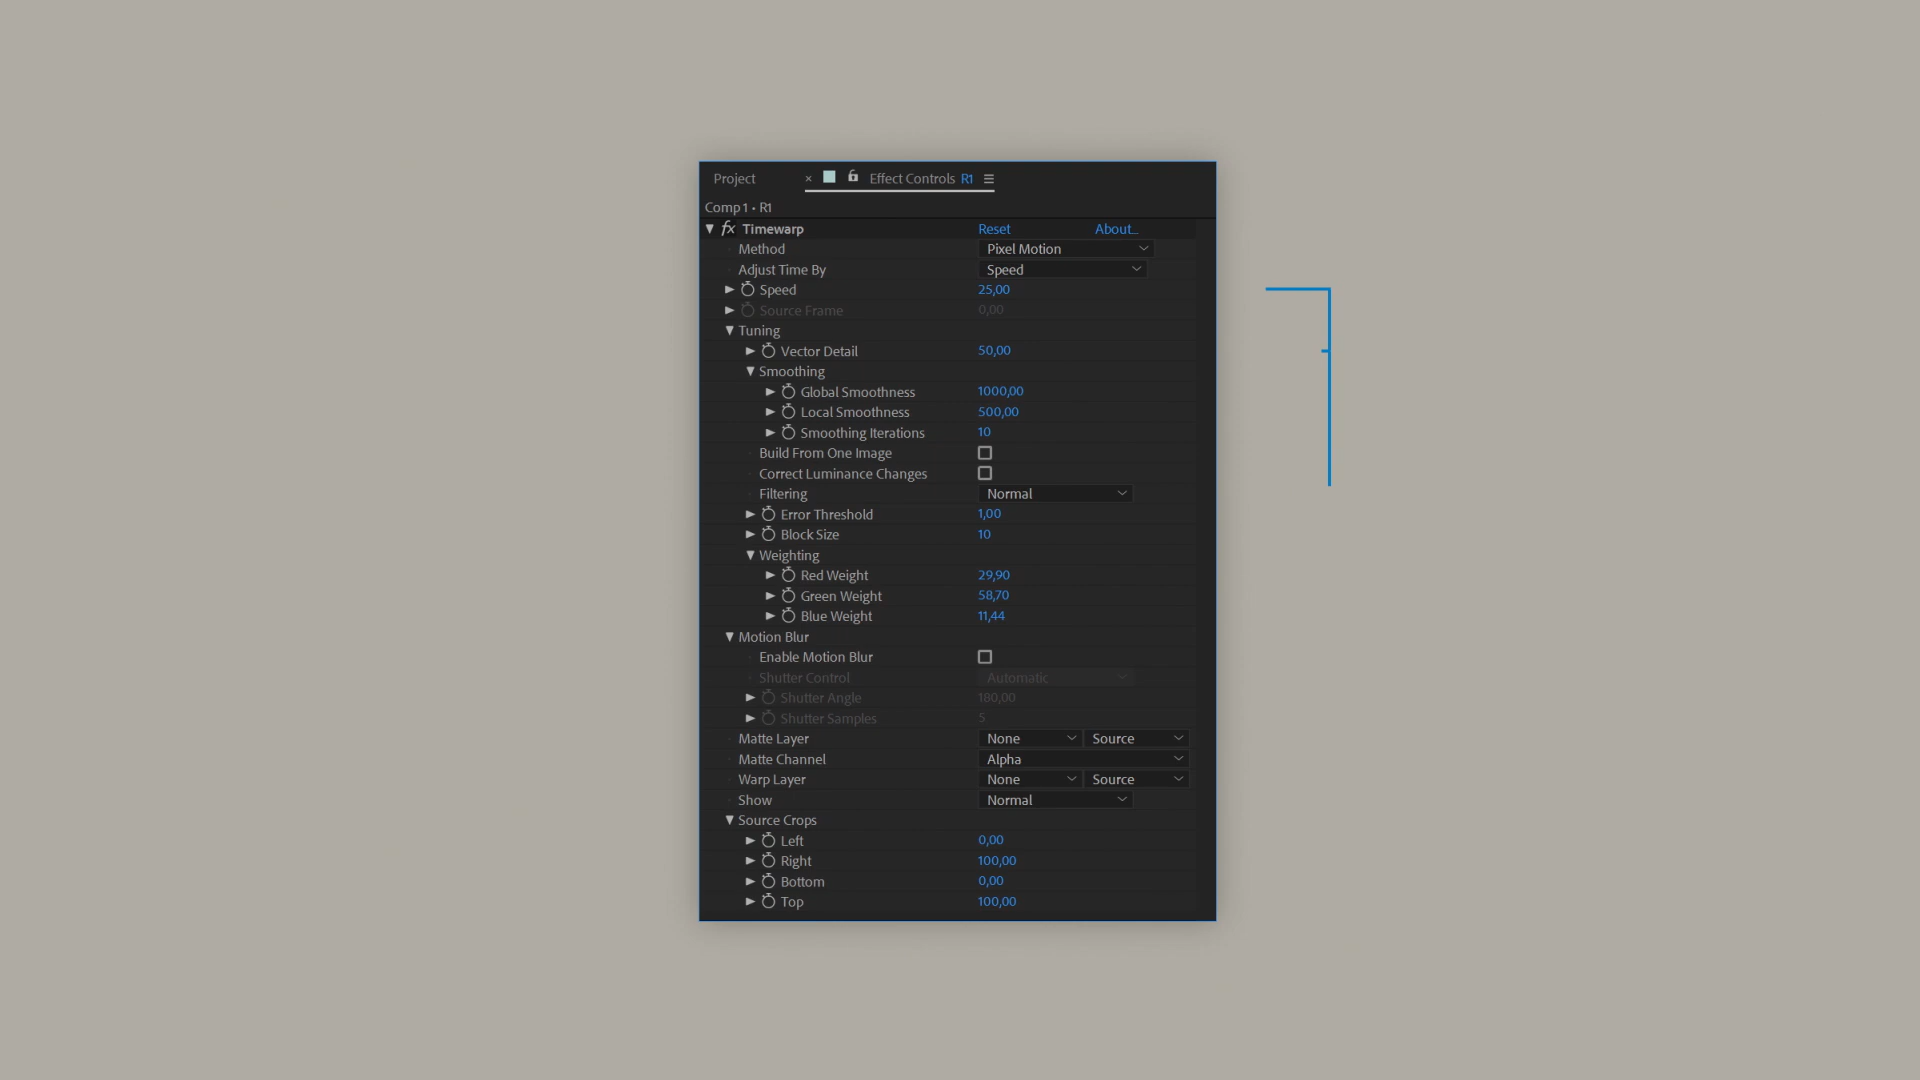 Project × Effect Controls R1
Comp 1 • R1
fx Timewarp Reset About...
Method Pixel Motion
Adjust Time By Speed
Speed 25,00
Source Frame 0,00
Tuning
Vector Detail 50,00
Smoothing
Global Smoothness 1000,00
Local Smoothness 500,00
Smoothing Iterations 10
Build From One Image
Correct Luminance Changes
Filtering Normal
Error Threshold 1,00
Block Size 10
Weighting
Red Weight 29,90
Green Weight 58,70
Blue Weight 11,44
Motion Blur
Enable Motion Blur
Shutter Control Automatic
Shutter Angle 180,00
Shutter Samples 5
Matte Layer None Source
Matte Channel Alpha
Warp Layer None Source
Show Normal
Source Crops
Left 0,00
Right 100,00
Bottom 0,00
Top 100,00